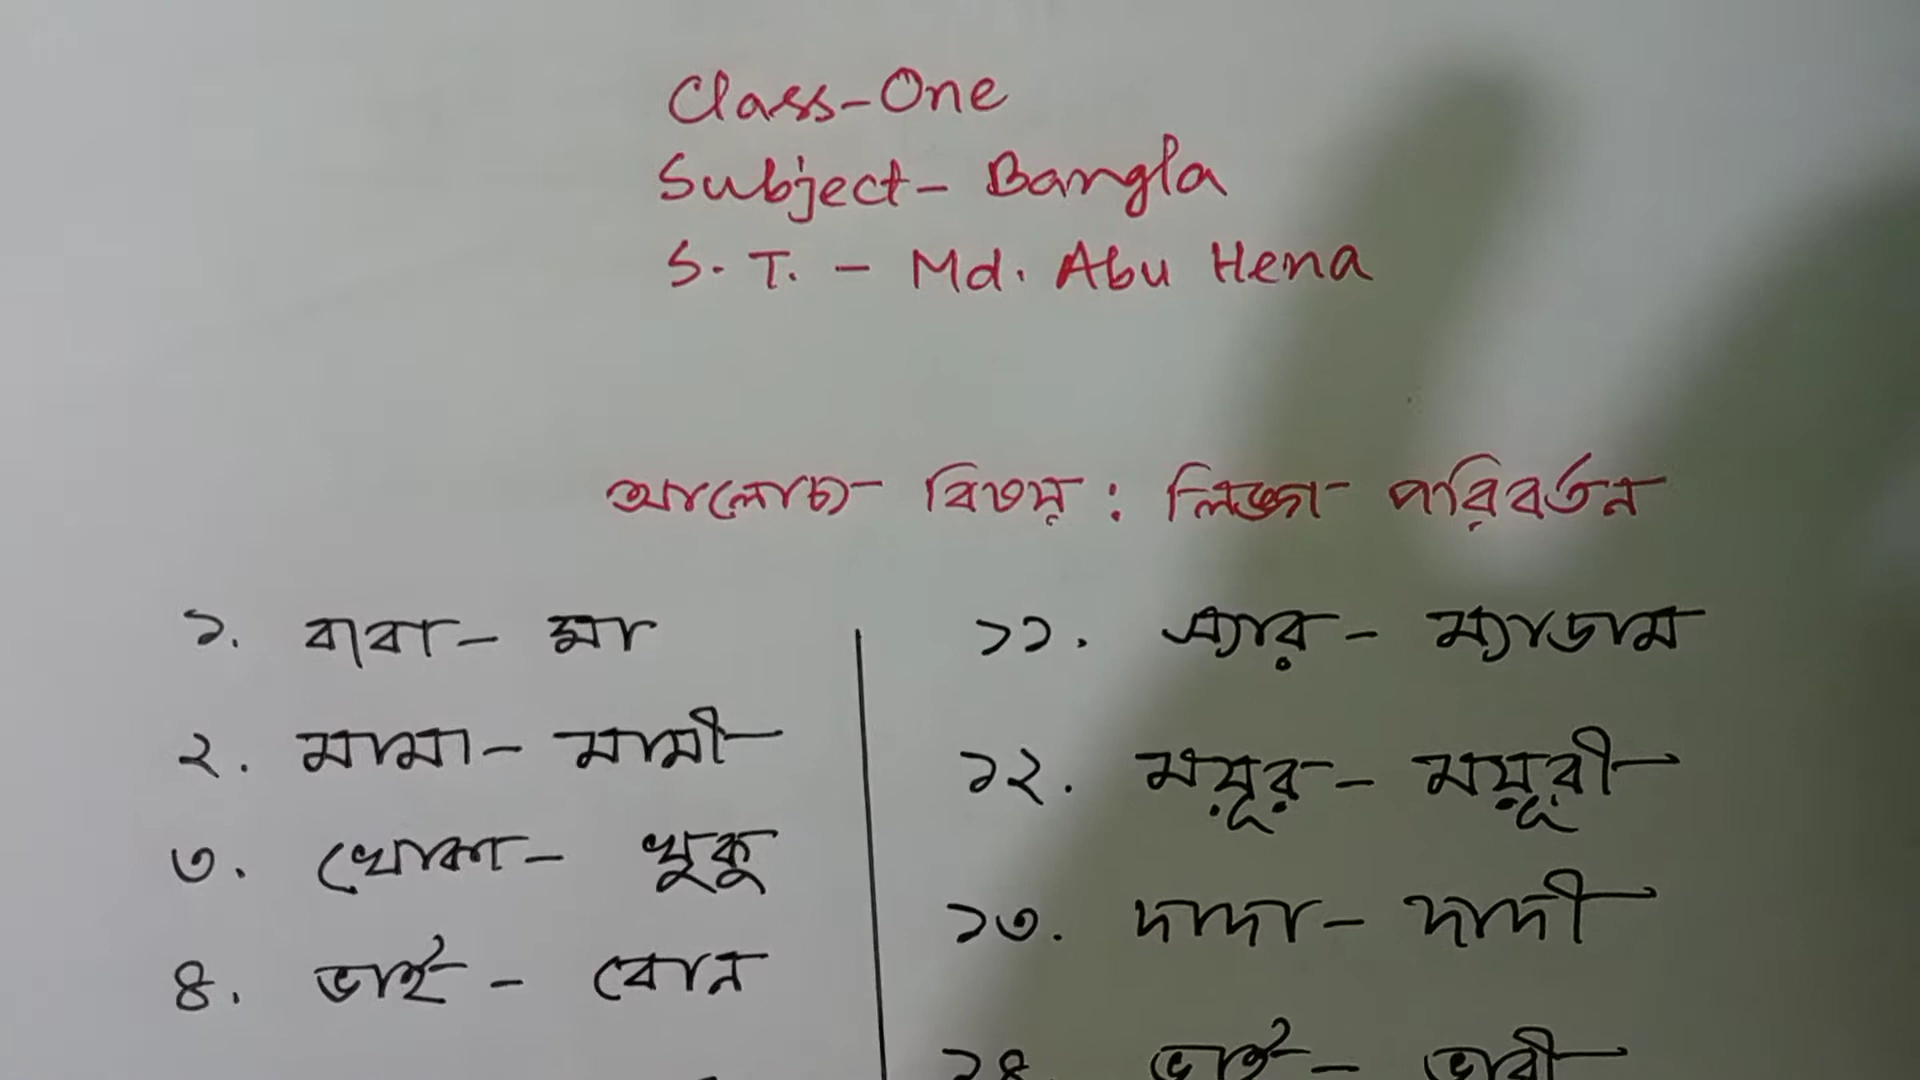 Class-One
Subject- Bangla
S. T. - Md. Abu Hena
আলোচ্য বিষয় : লিঙ্গ পরিবর্তন
১. বাবা - মা
২. মামা - মামী
৩. খোকা - খুকু
৪. ভাই - বোন
১১. স্যার - ম্যাডাম
১২. ময়ূর - ময়ূরী
১৩. দাদা - দাদী
১৪. ভাই - ভাবী